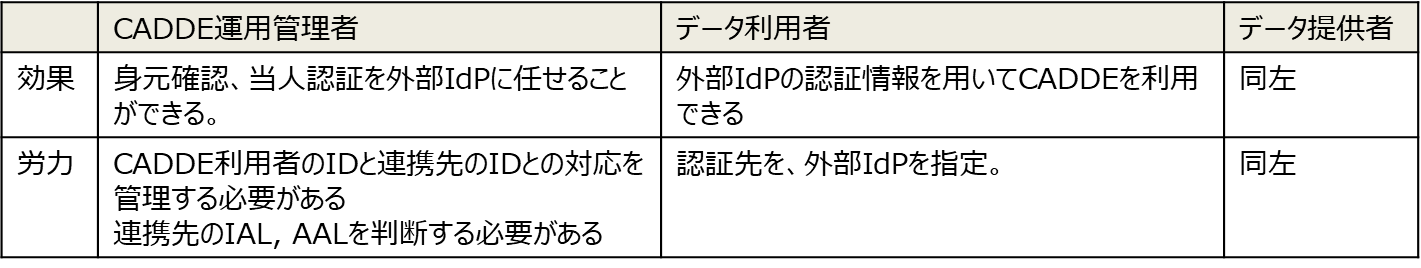 CADDE運用管理者
データ利用者
データ提供者
効果
身元確認、当人認証を外部IdPに任せること
ができる。
外部IdPの認証情報を用いてCADDEを利用
できる
同左
労力
CADDE利用者のIDと連携先のIDとの対応を
管理する必要がある
連携先のIAL, AALを判断する必要がある
認証先を、外部IdPを指定。
同左